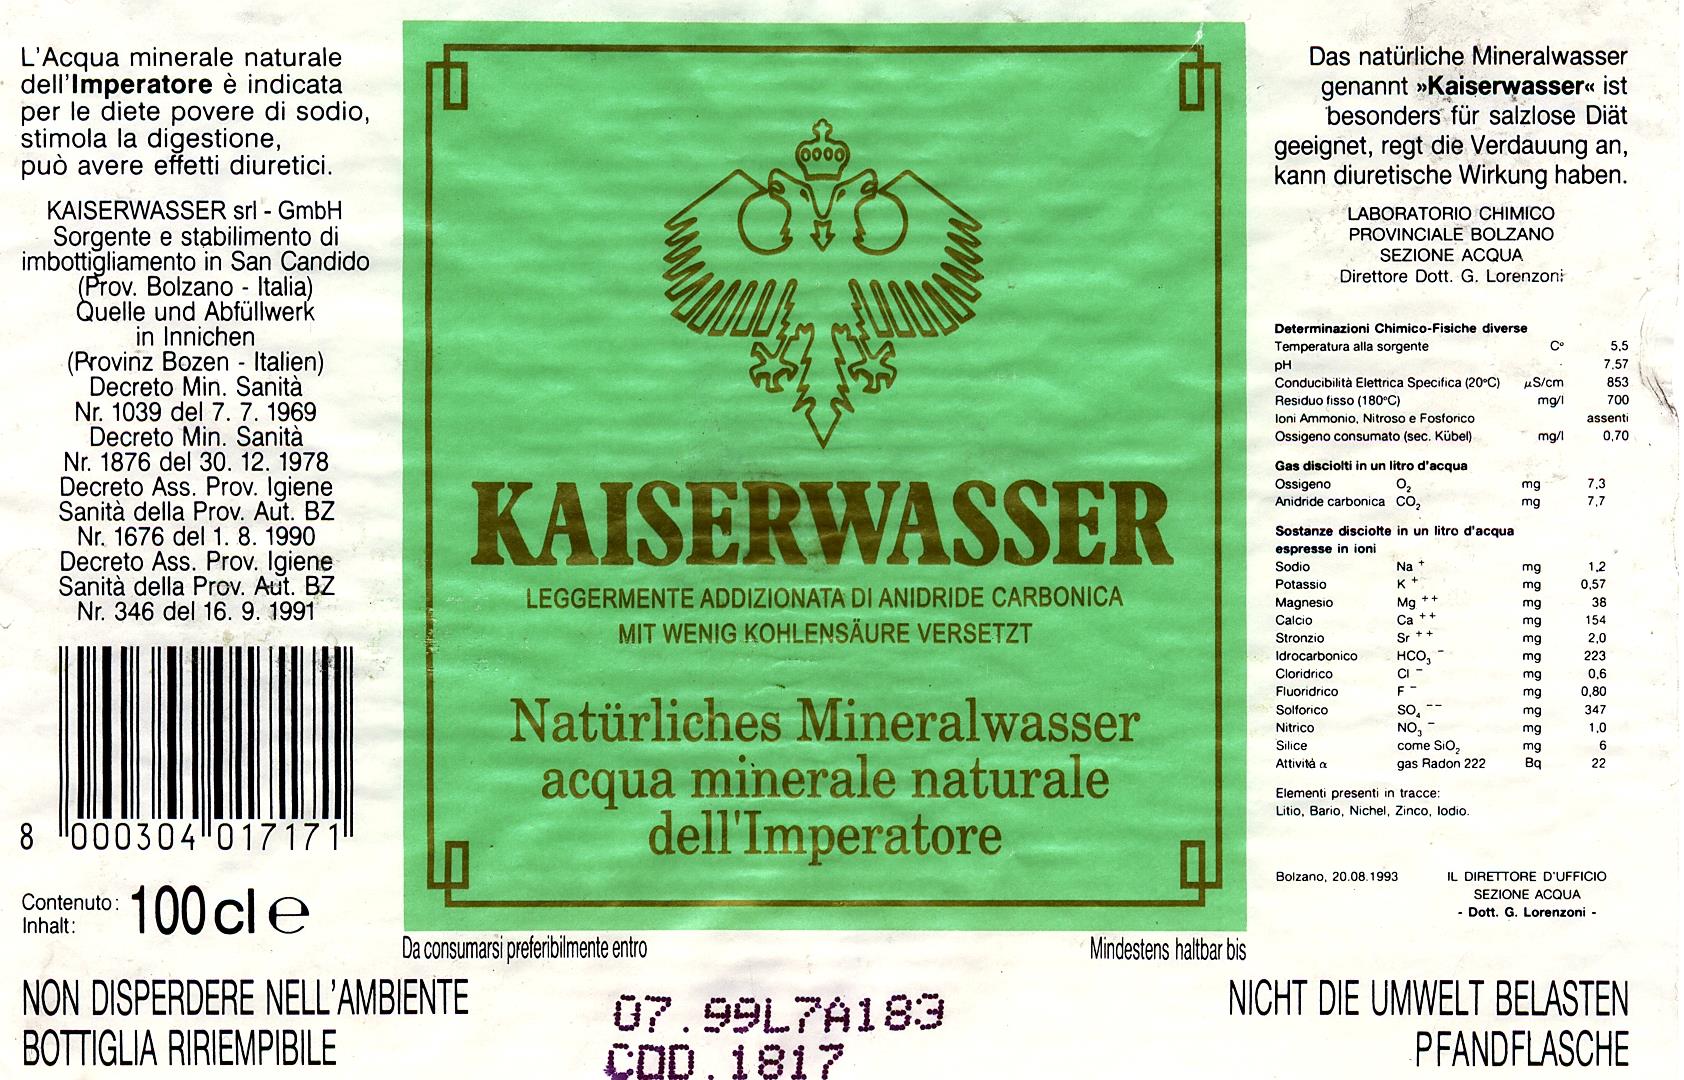 L'Acqua minerale naturale
dell'Imperatore è indicata
per le diete povere di sodio,
stimola la digestione,
può avere effetti diuretici.
KAISERWASSER srl - GmbH
Sorgente e stabilimento di
imbottigliamento in San Candido
(Prov. Bolzano - Italia)
Quelle und Abfüllwerk
in Innichen
(Provinz Bozen - Italien)
Decreto Min. Sanità
Nr. 1039 del 7. 7. 1969
Decreto Min. Sanità
Nr. 1876 del 30. 12. 1978
Decreto Ass. Prov. Igiene
Sanità della Prov. Aut. BZ
Nr. 1676 del 1. 8. 1990
Decreto Ass. Prov. Igiene
Sanità della Prov. Aut. BZ
Nr. 346 del 16. 9. 1991
8 000304 017171
Contenuto:
Inhalt: 100 cl e
NON DISPERDERE NELL'AMBIENTE
BOTTIGLIA RIRIEMPIBILE
KAISERWASSER
LEGGERMENTE ADDIZIONATA DI ANIDRIDE CARBONICA
MIT WENIG KOHLENSÄURE VERSETZT
Natürliches Mineralwasser
acqua minerale naturale
dell'Imperatore
Da consumarsi preferibilmente entro
Mindestens haltbar bis
07.99L7A183
COD.1817
Das natürliche Mineralwasser
genannt »Kaiserwasser« ist
besonders für salzlose Diät
geeignet, regt die Verdauung an,
kann diuretische Wirkung haben.
LABORATORIO CHIMICO
PROVINCIALE BOLZANO
SEZIONE ACQUA
Direttore Dott. G. Lorenzoni
Determinazioni Chimico-Fisiche diverse
Temperatura alla sorgente C° 5,5
pH 7,57
Conducibilità Elettrica Specifica (20°C) µS/cm 853
Residuo fisso (180°C) mg/l 700
Ioni Ammonio, Nitroso e Fosforico assenti
Ossigeno consumato (sec. Kübel) mg/l 0,70
Gas disciolti in un litro d'acqua
Ossigeno O₂ mg 7,3
Anidride carbonica CO₂ mg 7,7
Sostanze disciolte in un litro d'acqua
espresse in ioni
Sodio Na⁺ mg 1,2
Potassio K⁺ mg 0,57
Magnesio Mg⁺⁺ mg 38
Calcio Ca⁺⁺ mg 154
Stronzio Sr⁺⁺ mg 2,0
Idrocarbonico HCO₃⁻ mg 223
Cloridrico Cl⁻ mg 0,6
Fluoridrico F⁻ mg 0,80
Solforico SO₄⁻⁻ mg 347
Nitrico NO₃⁻ mg 1,0
Silice come SiO₂ mg 6
Attività α gas Radon 222 Bq 22
Elementi presenti in tracce:
Litio, Bario, Nichel, Zinco, Iodio.
Bolzano, 20.08.1993 IL DIRETTORE D'UFFICIO
SEZIONE ACQUA
- Dott. G. Lorenzoni -
NICHT DIE UMWELT BELASTEN
PFANDFLASCHE